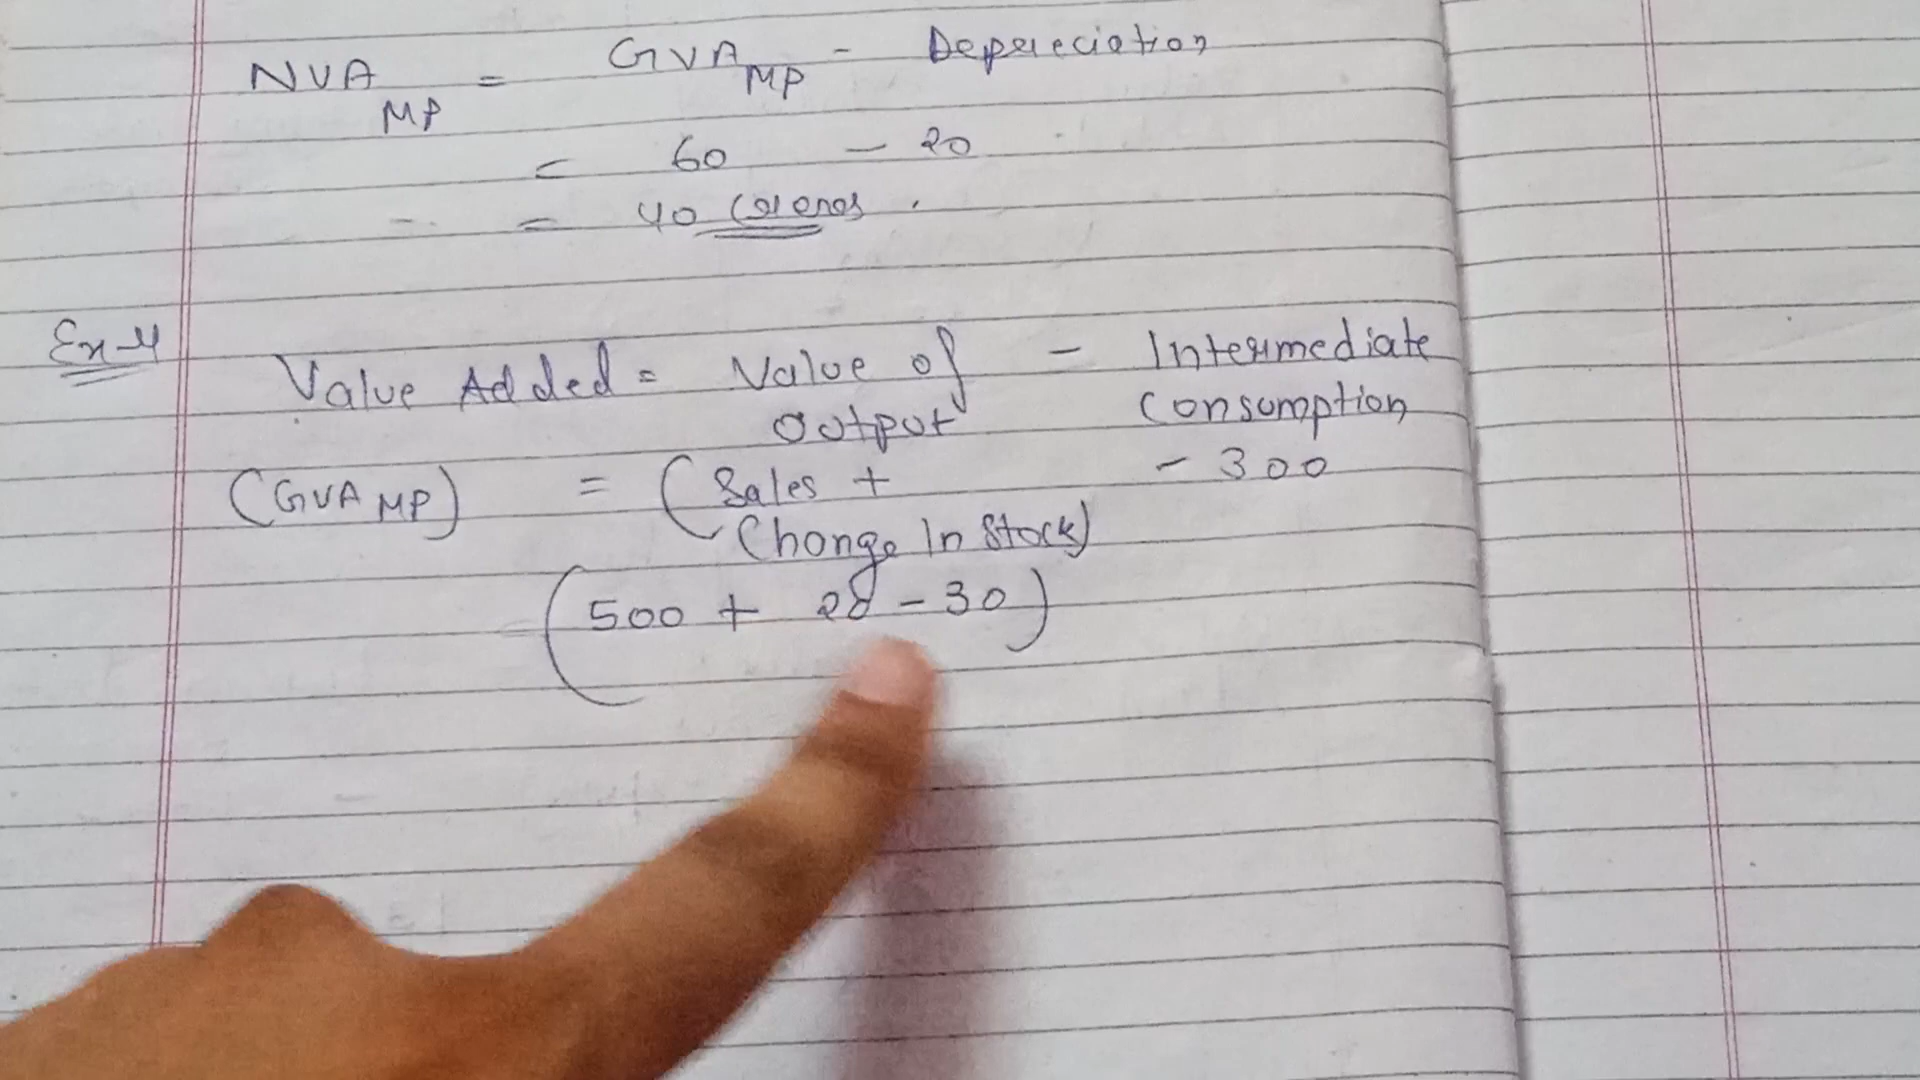 NVA MP = GVA MP - Depreciation
= 60 - 20
= 40 Crores.
Ex-4
Value Added = Value of output - Intermediate Consumption
(GVA MP) = (Sales + Change In Stock) - 300
(500 + 20 - 30)